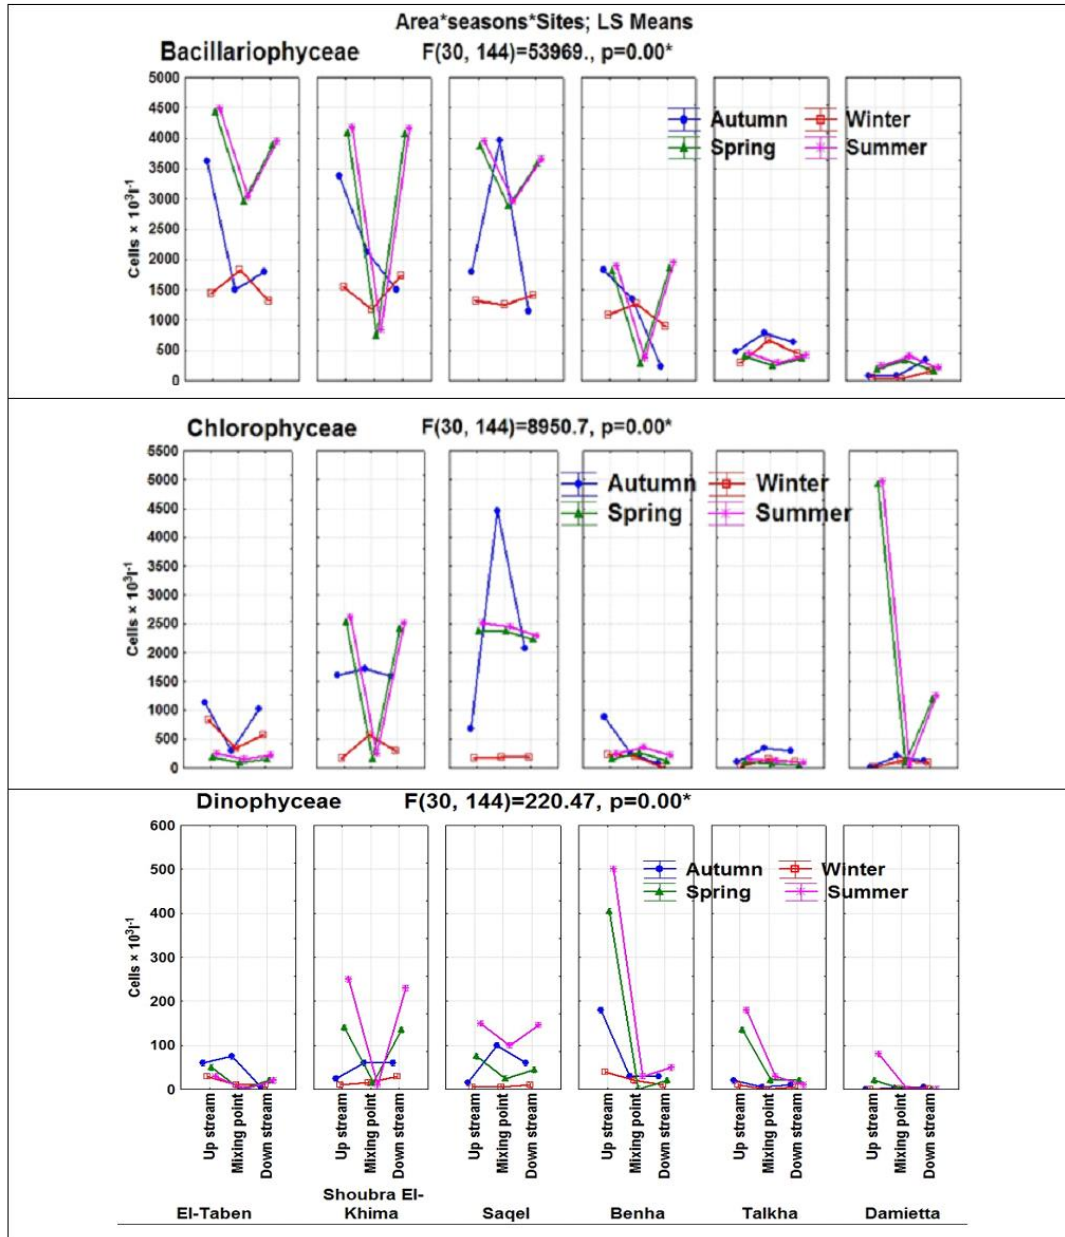 Area*seasons*Sites; LS Means
Bacillariophyceae F(30, 144)=53969., p=0.00*
Cells × 10³l⁻¹
5000
4500
4000
3500
3000
2500
2000
1500
1000
500
0
Autumn Winter
Spring Summer
Chlorophyceae F(30, 144)=8950.7, p=0.00*
Cells × 10³l⁻¹
5500
5000
4500
4000
3500
3000
2500
2000
1500
1000
500
0
Autumn Winter
Spring Summer
Dinophyceae F(30, 144)=220.47, p=0.00*
Cells × 10³l⁻¹
600
500
400
300
200
100
0
Autumn Winter
Spring Summer
Up stream Mixing point Down stream Up stream Mixing point Down stream Up stream Mixing point Down stream Up stream Mixing point Down stream Up stream Mixing point Down stream Up stream Mixing point Down stream
El-Taben Shoubra El-Khima Saqel Benha Talkha Damietta